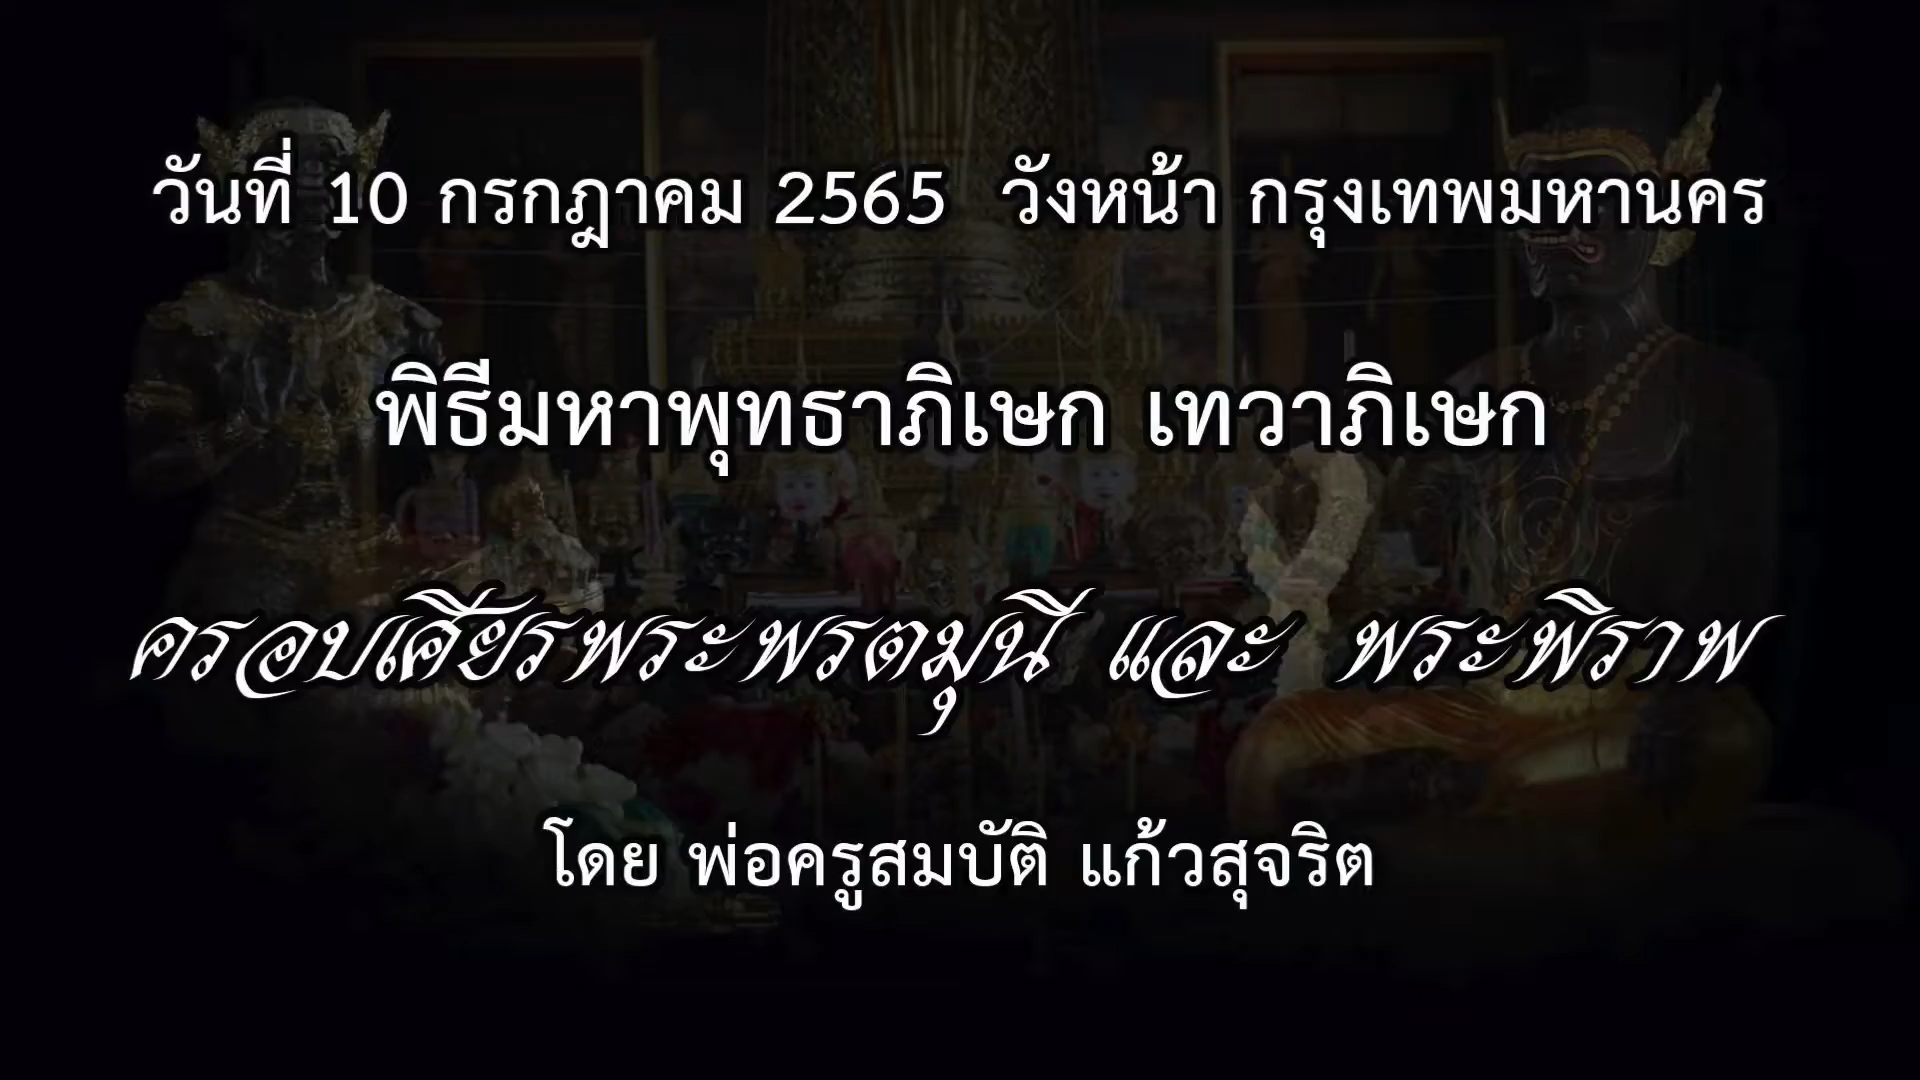 วันที่ 10 กรกฎาคม 2565 วังหน้า กรุงเทพมหานคร
พิธีมหาพุทธาภิเษก เทวาภิเษก
ครอบเศียรพระพรตมุนี และ พระพิราพ
โดย พ่อครูสมบัติ แก้วสุจริต